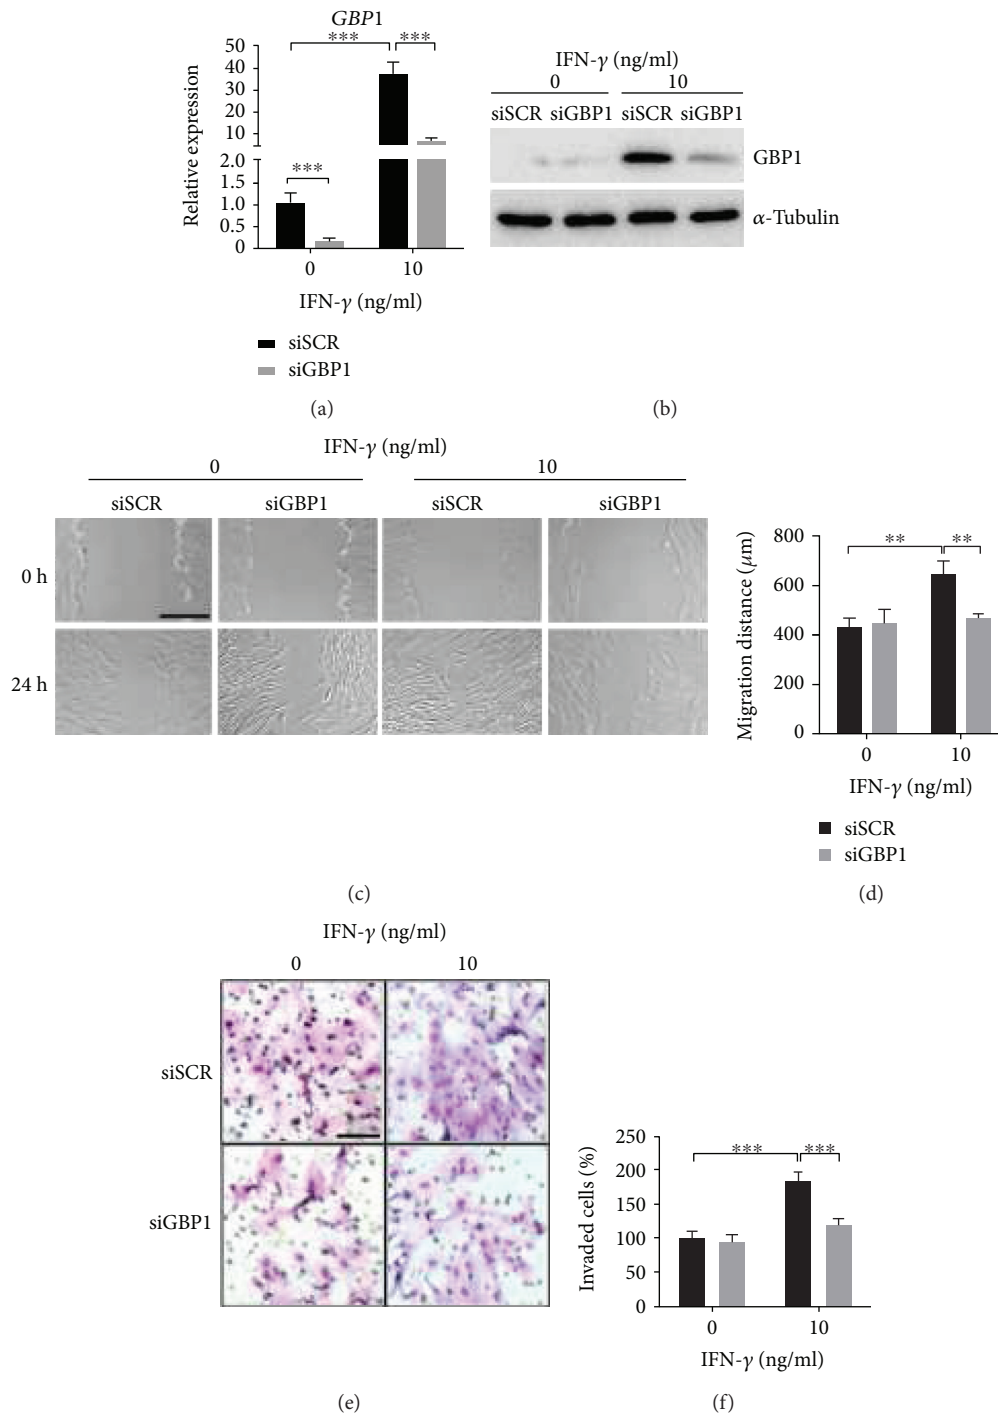 GBP1
*** ***
50
40
30
20
10
2.0
1.5
1.0
0.5
0
***
Relative expression
0 10
IFN-γ (ng/ml)
siSCR
siGBP1
(a)
IFN-γ (ng/ml)
0 10
siSCR siGBP1 siSCR siGBP1
GBP1
α-Tubulin
(b)
IFN-γ (ng/ml)
0 10
siSCR siGBP1 siSCR siGBP1
0 h
24 h
(c)
800
600
400
200
0
** **
Migration distance (μm)
0 10
IFN-γ (ng/ml)
siSCR
siGBP1
(d)
IFN-γ (ng/ml)
0 10
siSCR
siGBP1
(e)
250
200
150
100
50
0
*** ***
Invaded cells (%)
0 10
IFN-γ (ng/ml)
(f)